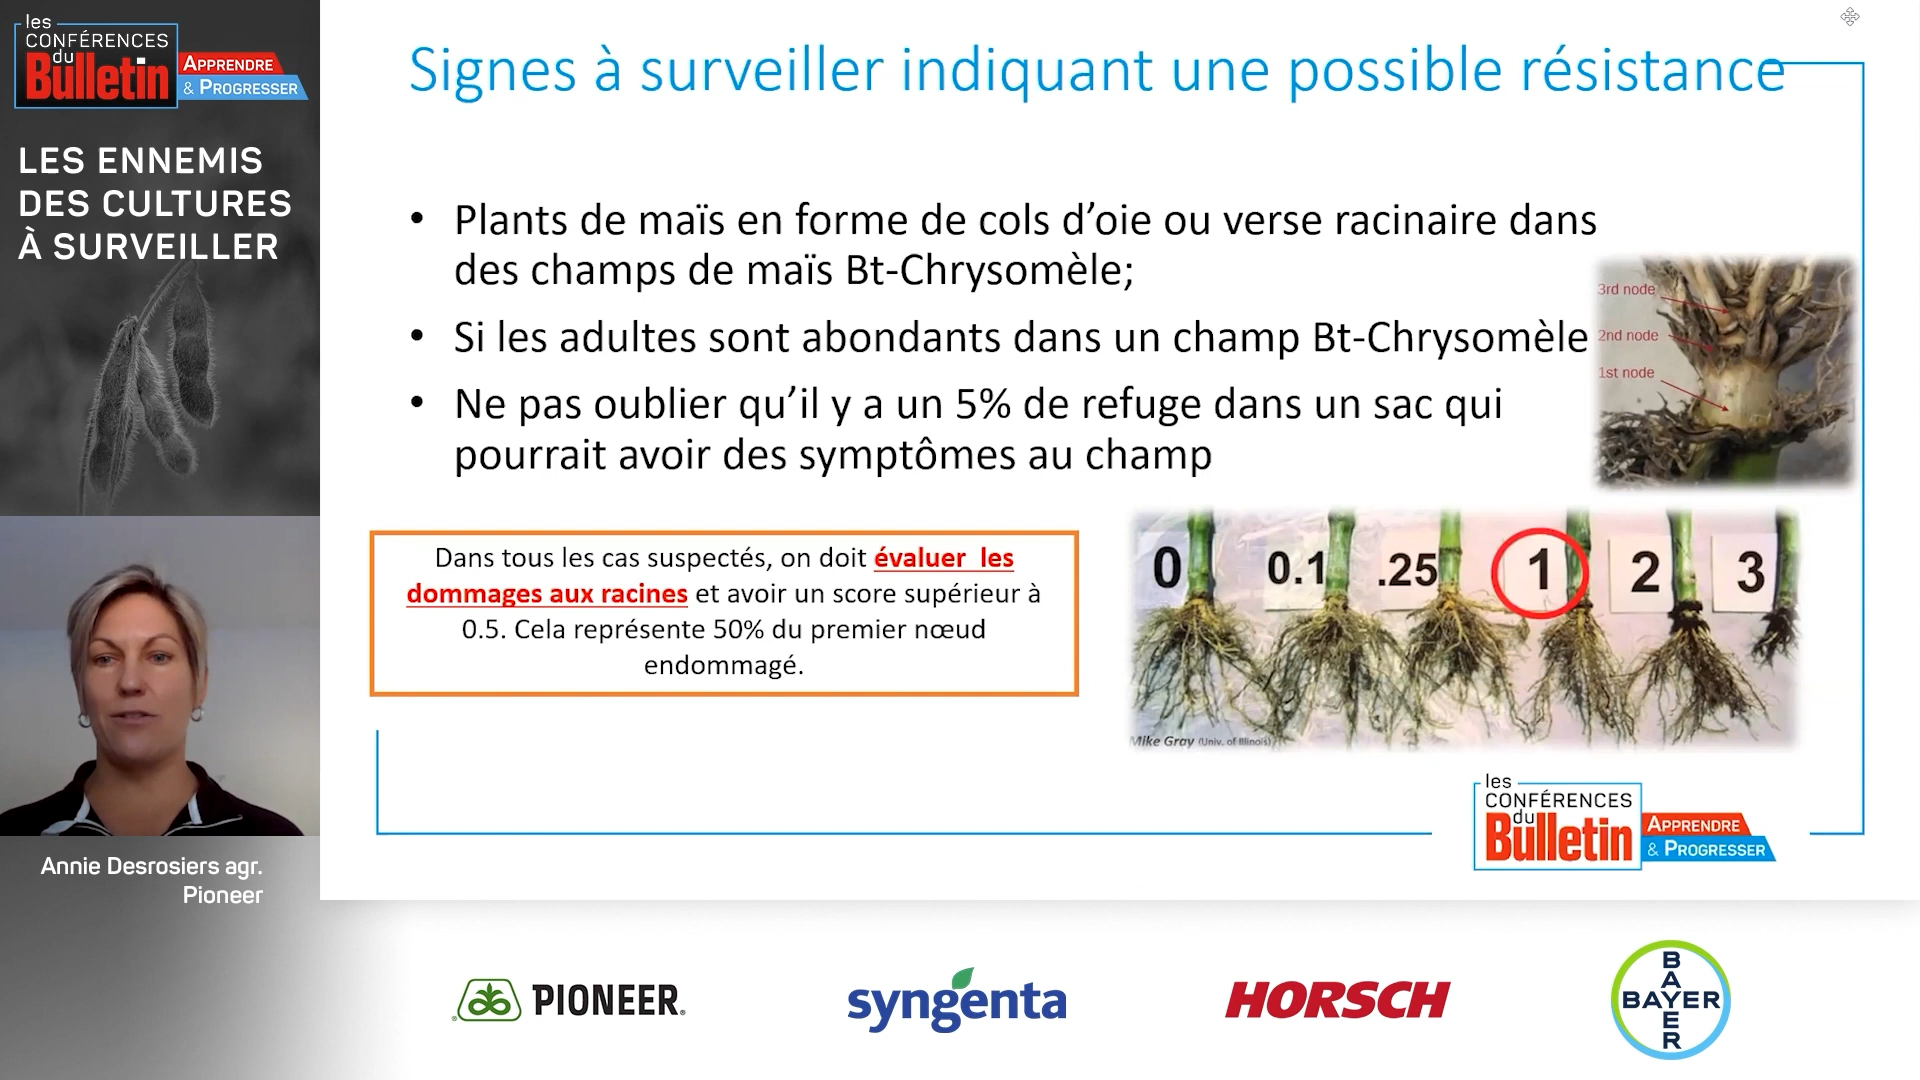 les
CONFÉRENCES
du
Bulletin
APPRENDRE
& PROGRESSER
LES ENNEMIS
DES CULTURES
À SURVEILLER
Annie Desrosiers agr.
Pioneer
Signes à surveiller indiquant une possible résistance
• Plants de maïs en forme de cols d’oie ou verse racinaire dans
des champs de maïs Bt-Chrysomèle;
• Si les adultes sont abondants dans un champ Bt-Chrysomèle
• Ne pas oublier qu’il y a un 5% de refuge dans un sac qui
pourrait avoir des symptômes au champ
3rd node
2nd node
1st node
Dans tous les cas suspectés, on doit évaluer les
dommages aux racines et avoir un score supérieur à
0.5. Cela représente 50% du premier nœud
endommagé.
0 0.1 .25 1 2 3
Mike Gray (Univ. of Illinois)
les
CONFÉRENCES
du
Bulletin
APPRENDRE
& PROGRESSER
PIONEER
syngenta
HORSCH
BAYER
BAYER